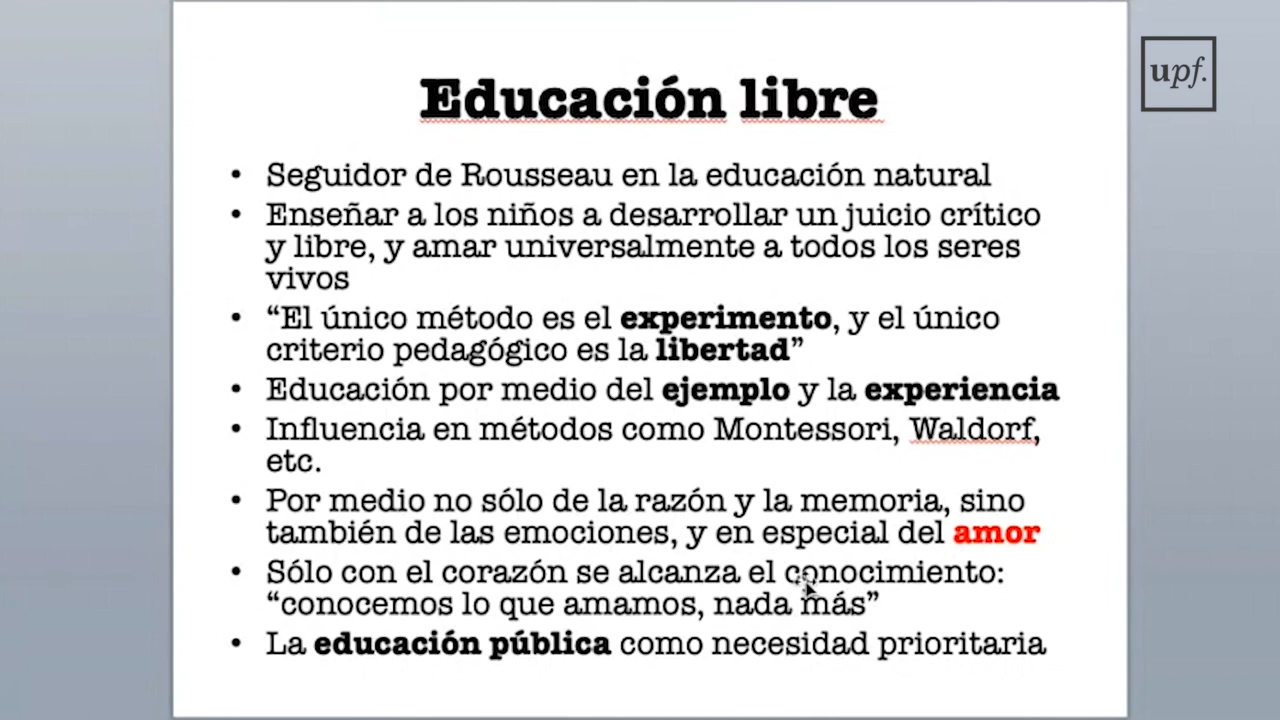 upf.
Educación libre
• Seguidor de Rousseau en la educación natural
• Enseñar a los niños a desarrollar un juicio crítico
y libre, y amar universalmente a todos los seres
vivos
• “El único método es el experimento, y el único
criterio pedagógico es la libertad”
• Educación por medio del ejemplo y la experiencia
• Influencia en métodos como Montessori, Waldorf,
etc.
• Por medio no sólo de la razón y la memoria, sino
también de las emociones, y en especial del amor
• Sólo con el corazón se alcanza el conocimiento:
“conocemos lo que amamos, nada más”
• La educación pública como necesidad prioritaria